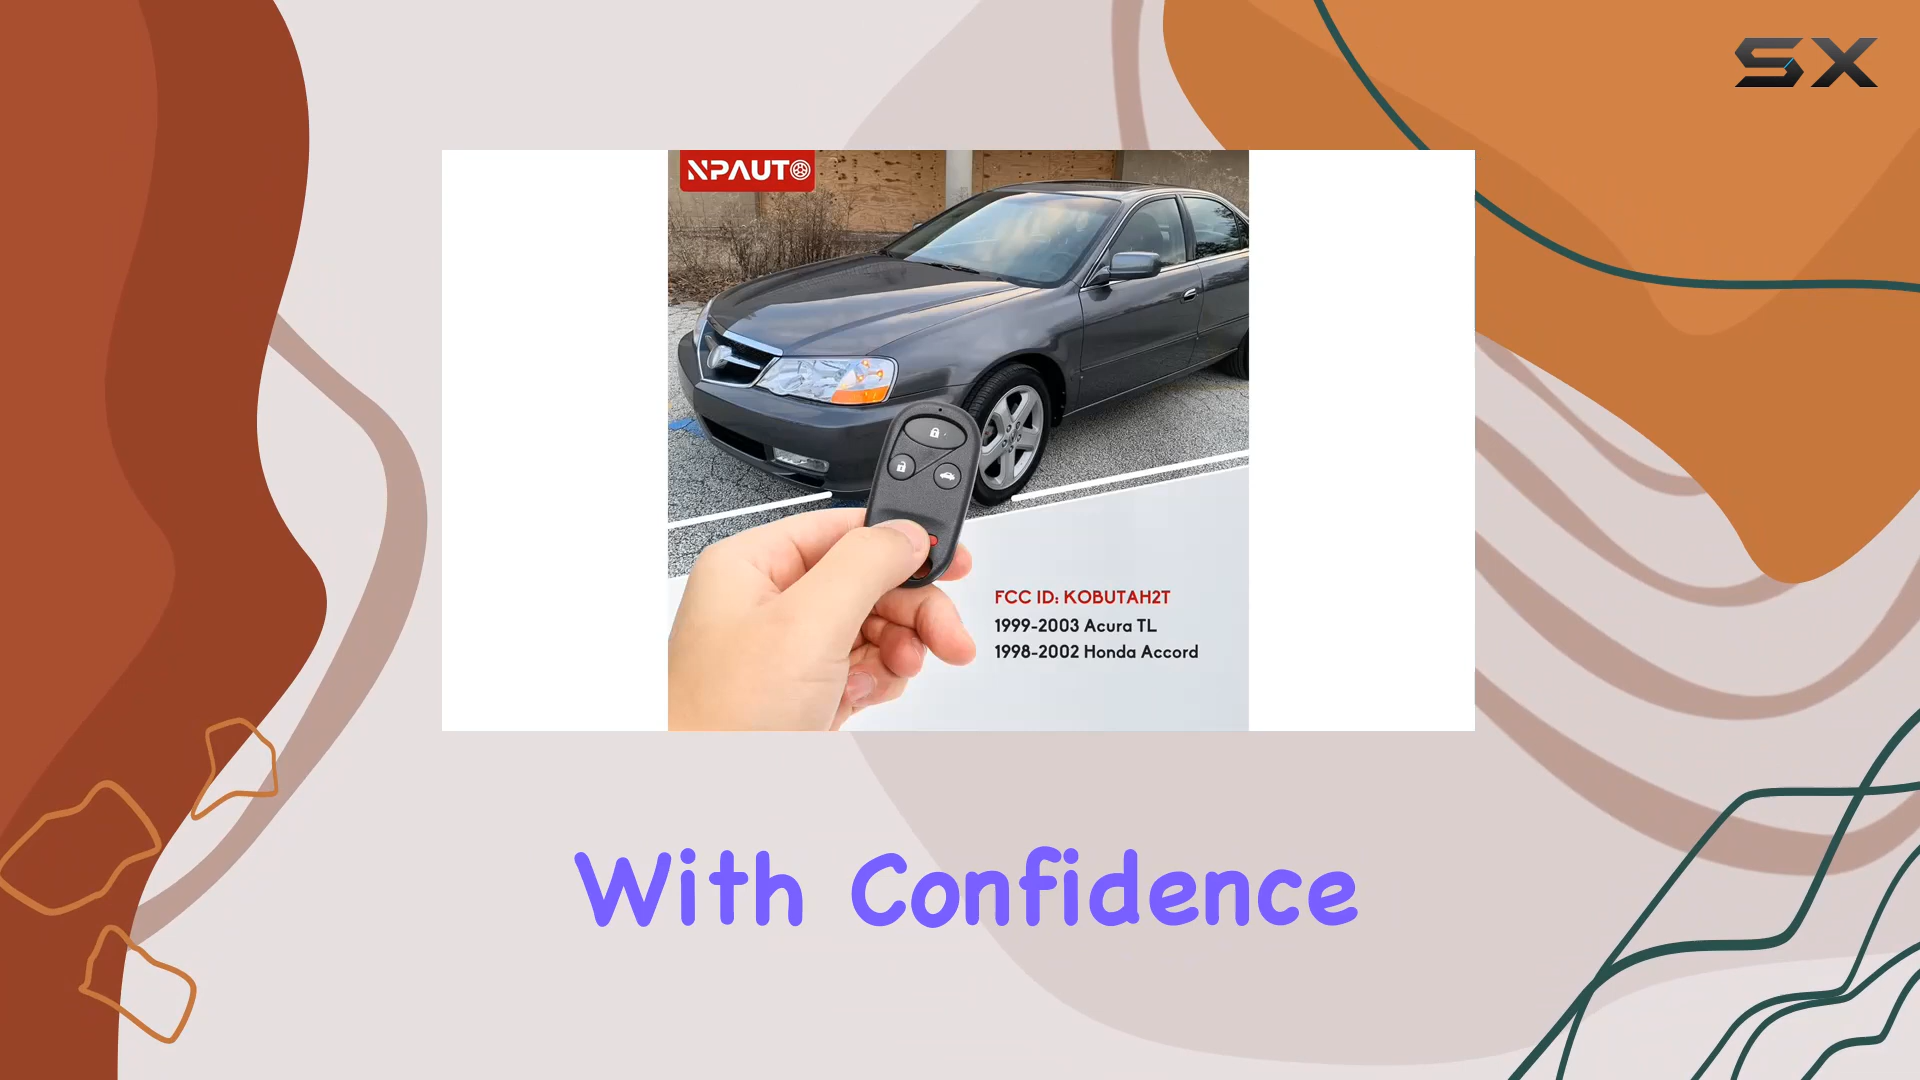 SX
NPAUTO
FCC ID: KOBUTAH2T
1999-2003 Acura TL
1998-2002 Honda Accord
With Confidence